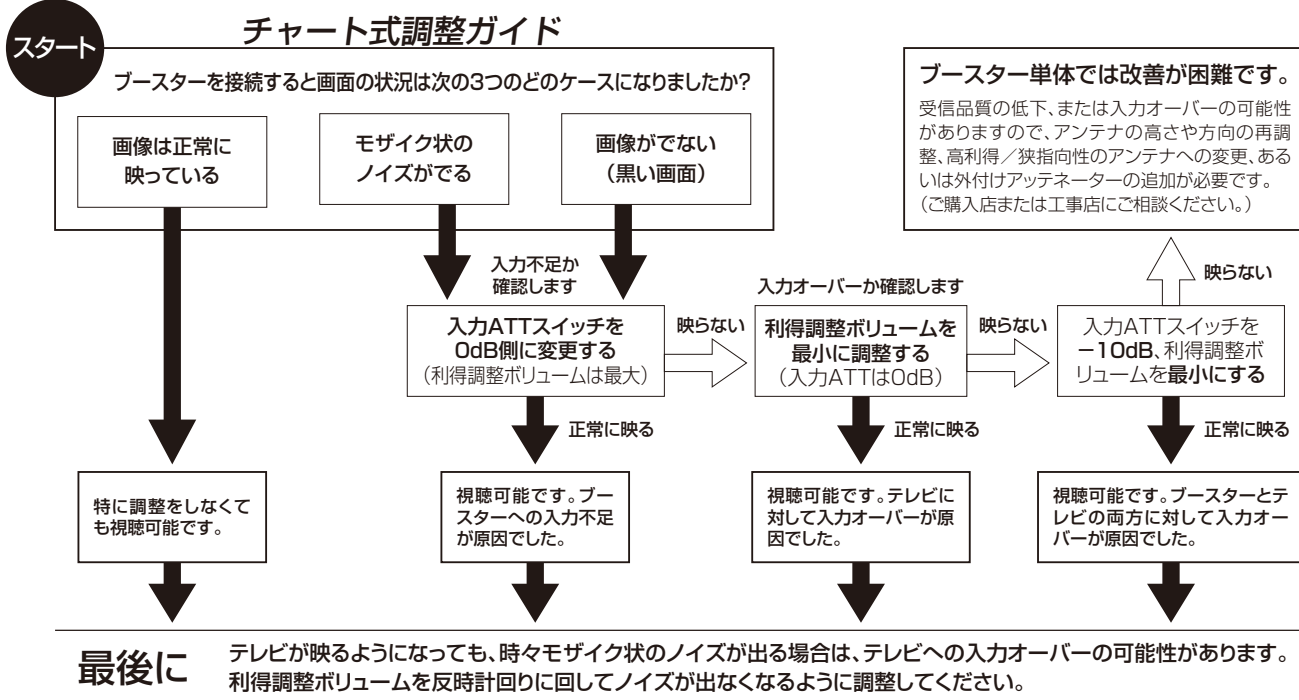 スタート
チャート式調整ガイド
ブースターを接続すると画面の状況は次の3つのどのケースになりましたか?
画像は正常に
映っている
モザイク状の
ノイズがでる
画像がでない
（黒い画面）
ブースター単体では改善が困難です。
受信品質の低下、または入力オーバーの可能性
がありますので、アンテナの高さや方向の再調
整、高利得／狭指向性のアンテナへの変更、ある
いは外付けアッテネーターの追加が必要です。
（ご購入店または工事店にご相談ください。）
入力不足か
確認します
入力ATTスイッチを
0dB側に変更する
（利得調整ボリュームは最大）
映らない
入力オーバーか確認します
利得調整ボリュームを
最小に調整する
（入力ATTは0dB）
映らない
入力ATTスイッチを
－10dB、利得調整ボ
リュームを最小にする
映らない
正常に映る
正常に映る
正常に映る
特に調整をしなくて
も視聴可能です。
視聴可能です。ブー
スターへの入力不足
が原因でした。
視聴可能です。テレビに
対して入力オーバーが原
因でした。
視聴可能です。ブースターとテ
レビの両方に対して入力オー
バーが原因でした。
最後に
テレビが映るようになっても、時々モザイク状のノイズが出る場合は、テレビへの入力オーバーの可能性があります。
利得調整ボリュームを反時計回りに回してノイズが出なくなるように調整してください。